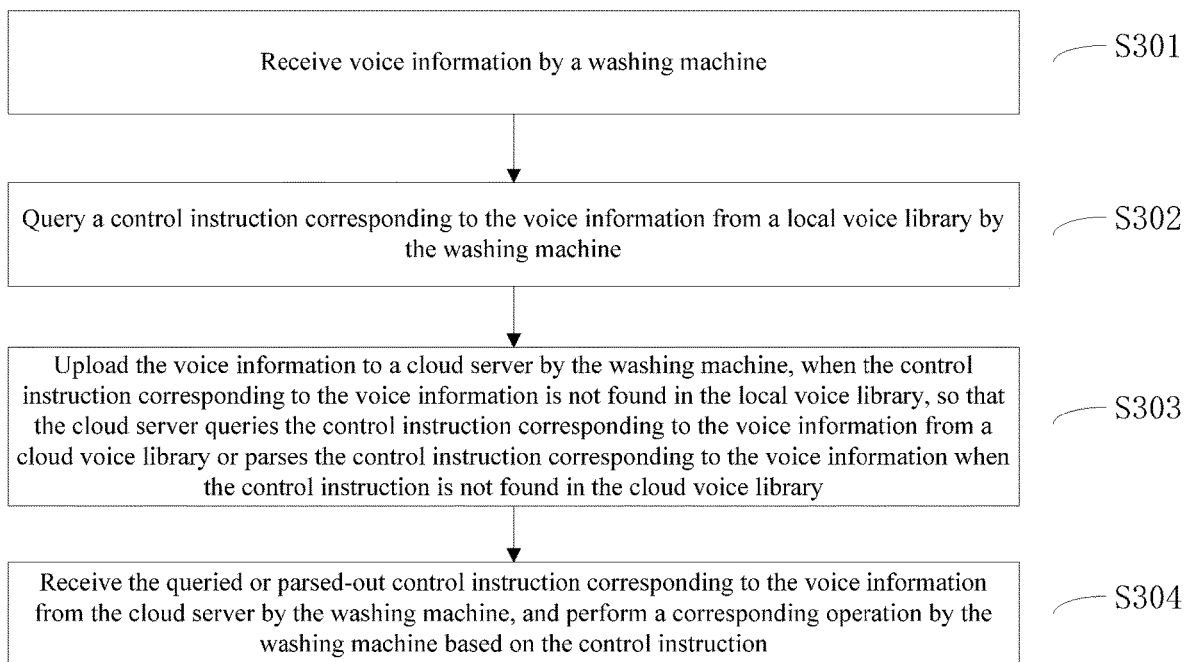 Receive voice information by a washing machine
S301
Query a control instruction corresponding to the voice information from a local voice library by
the washing machine
S302
Upload the voice information to a cloud server by the washing machine, when the control
instruction corresponding to the voice information is not found in the local voice library, so that
the cloud server queries the control instruction corresponding to the voice information from a
cloud voice library or parses the control instruction corresponding to the voice information when
the control instruction is not found in the cloud voice library
S303
Receive the queried or parsed-out control instruction corresponding to the voice information
from the cloud server by the washing machine, and perform a corresponding operation by the
washing machine based on the control instruction
S304